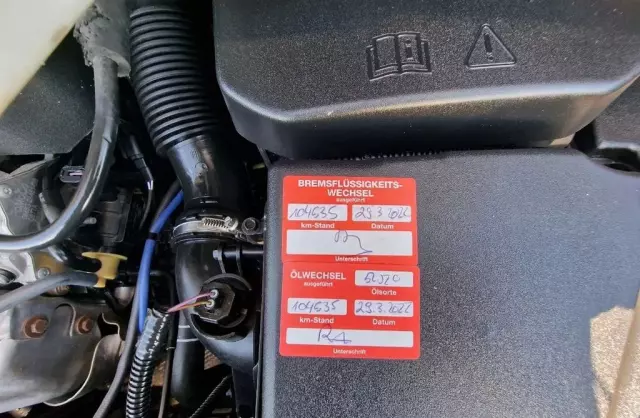 BREMSFLÜSSIGKEITS-
WECHSEL
ausgeführt
104535 29.3.2022
km-Stand Datum
Unterschrift
ÖLWECHSEL
ausgeführt
Ölsorte
104535 29.3.2022
km-Stand Datum
Unterschrift